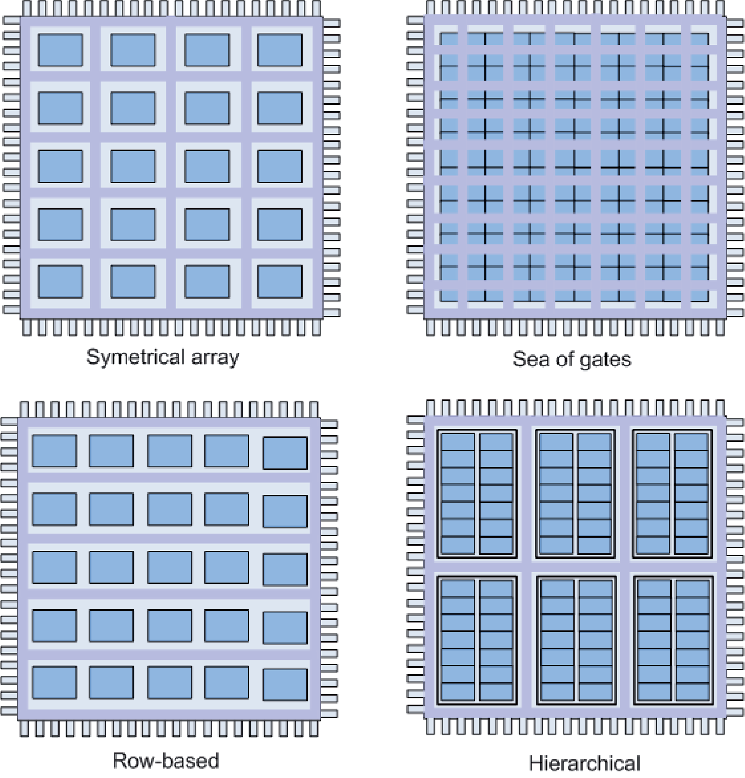 Symetrical array
Sea of gates
Row-based
Hierarchical